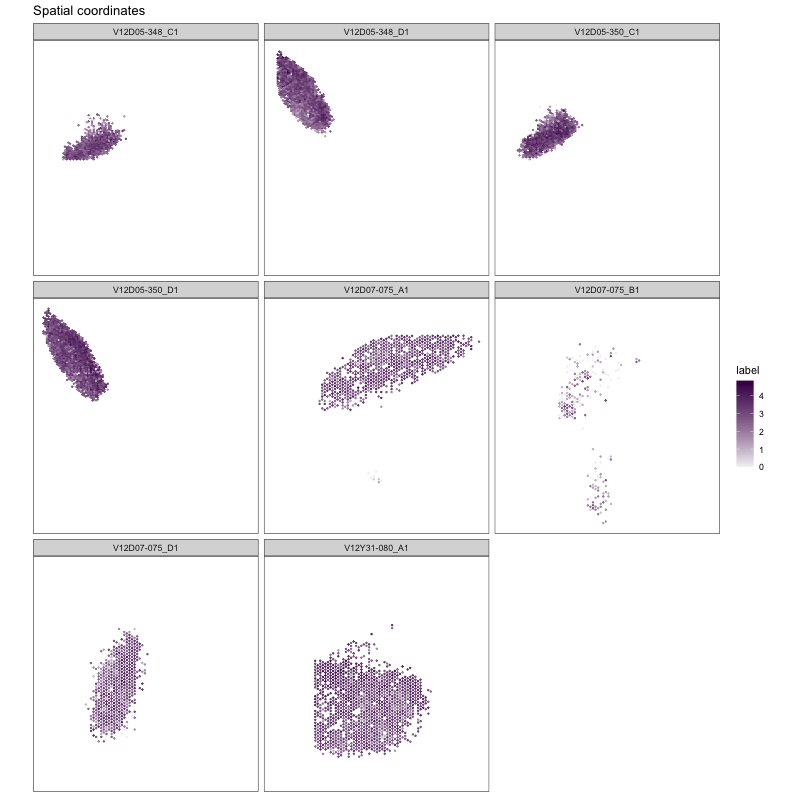 Spatial coordinates
V12D05-348_C1
V12D05-348_D1
V12D05-350_C1
V12D05-350_D1
V12D07-075_A1
V12D07-075_B1
label
4
3
2
1
0
V12D07-075_D1
V12Y31-080_A1